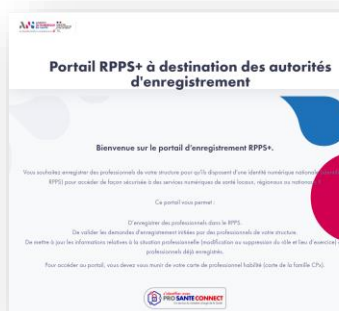 Portail RPPS+ à destination des autorités
d'enregistrement
Bienvenue sur le portail d'enregistrement RPPS+.
Vous souhaitez enregistrer des professionnels de votre structure pour qu'ils disposent d'une identité numérique nationale
RPPS) pour accéder de façon sécurisée à des services numériques de santé locaux, régionaux ou nationaux
Ce portail vous permet :
D'enregistrer des professionnels dans le RPPS.
De valider les demandes d'enregistrement initiées par des professionnels de votre structure.
De mettre à jour les informations relatives à la situation professionnelle (modification ou suppression du rôle et lieu d'exercice)
professionnels déjà enregistrés.
Pour accéder au portail, vous devez vous munir de votre carte de professionnel habilité (carte de la famille CPx).
S'identifier avec
PRO SANTE CONNECT